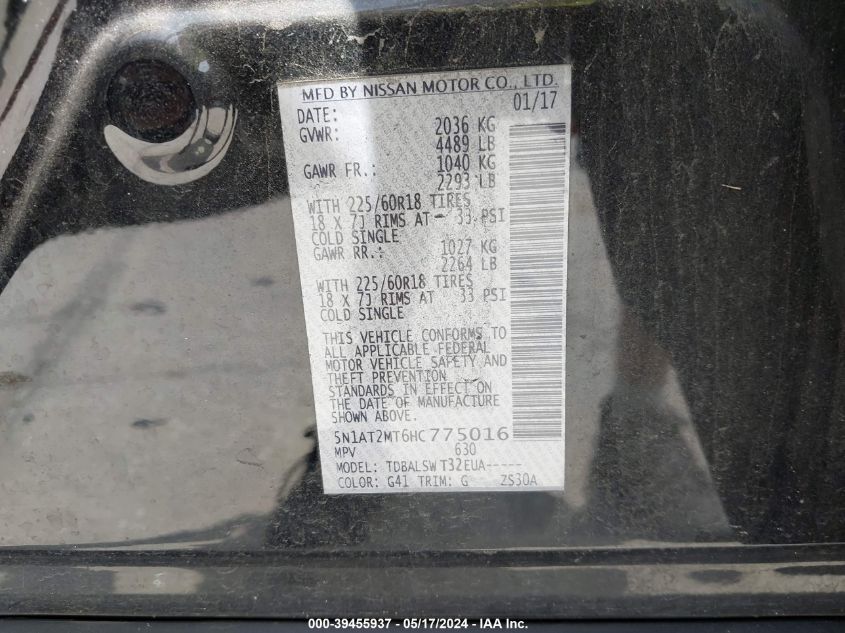 MFD BY NISSAN MOTOR CO., LTD.
DATE: 01/17
GVWR: 2036 KG
4489 LB
GAWR FR.: 1040 KG
2293 LB
WITH 225/60R18 TIRES
18 X 7J RIMS AT 33 PSI
COLD SINGLE
GAWR RR.: 1027 KG
2264 LB
WITH 225/60R18 TIRES
18 X 7J RIMS AT 33 PSI
COLD SINGLE
THIS VEHICLE CONFORMS TO
ALL APPLICABLE FEDERAL
MOTOR VEHICLE SAFETY AND
THEFT PREVENTION
STANDARDS IN EFFECT ON
THE DATE OF MANUFACTURE
SHOWN ABOVE.
5N1AT2MT6HC775016
MPV 630
MODEL: TDBALSW T32EUA-----
COLOR: G41 TRIM: G ZS30A
000-39455937 - 05/17/2024 - IAA Inc.